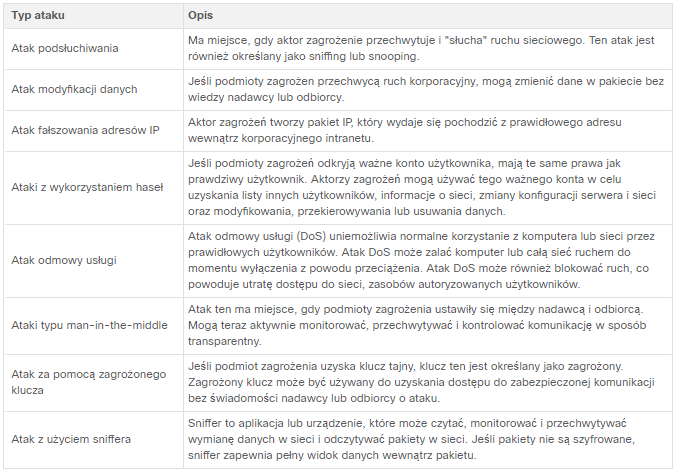 Typ ataku
Opis
Atak podsłuchiwania
Ma miejsce, gdy aktor zagrożenie przechwytuje i "słucha" ruchu sieciowego. Ten atak jest
również określany jako sniffing lub snooping.
Atak modyfikacji danych
Jeśli podmioty zagrożen przechwycą ruch korporacyjny, mogą zmienić dane w pakiecie bez
wiedzy nadawcy lub odbiorcy.
Atak fałszowania adresów IP
Aktor zagrożeń tworzy pakiet IP, który wydaje się pochodzić z prawidłowego adresu
wewnątrz korporacyjnego intranetu.
Ataki z wykorzystaniem haseł
Jeśli podmioty zagrożeń odkryją ważne konto użytkownika, mają te same prawa jak
prawdziwy użytkownik. Aktorzy zagrożeń mogą używać tego ważnego konta w celu
uzyskania listy innych użytkowników, informacje o sieci, zmiany konfiguracji serwera i sieci
oraz modyfikowania, przekierowywania lub usuwania danych.
Atak odmowy usługi
Atak odmowy usługi (DoS) uniemożliwia normalne korzystanie z komputera lub sieci przez
prawidłowych użytkowników. Atak DoS może zalać komputer lub całą sieć ruchem do
momentu wyłączenia z powodu przeciążenia. Atak DoS może również blokować ruch, co
powoduje utratę dostępu do sieci, zasobów autoryzowanych użytkowników.
Ataki typu man-in-the-middle
Atak ten ma miejsce, gdy podmioty zagrożenia ustawiły się między nadawcą i odbiorcą.
Mogą teraz aktywnie monitorować, przechwytywać i kontrolować komunikację w sposób
transparentny.
Atak za pomocą zagrożonego
klucza
Jeśli podmiot zagrożenia uzyska klucz tajny, klucz ten jest określany jako zagrożony.
Zagrożony klucz może być używany do uzyskania dostępu do zabezpieczonej komunikacji
bez świadomości nadawcy lub odbiorcy o ataku.
Atak z użyciem sniffera
Sniffer to aplikacja lub urządzenie, które może czytać, monitorować i przechwytywać
wymianę danych w sieci i odczytywać pakiety w sieci. Jeśli pakiety nie są szyfrowane,
sniffer zapewnia pełny widok danych wewnątrz pakietu.